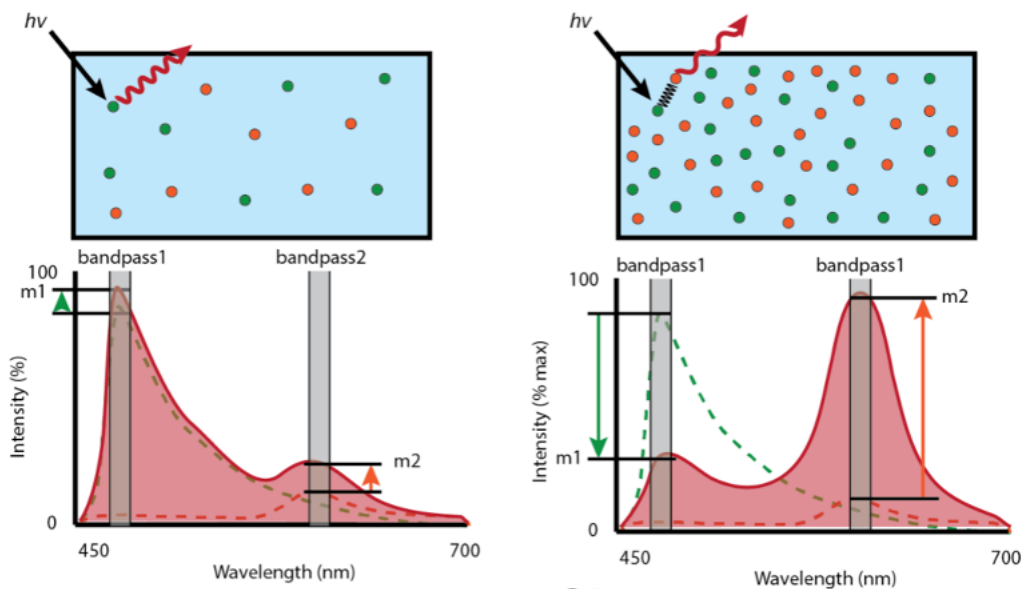 hv
hv
bandpass1
bandpass2
100
m1
Intensity (%)
m2
0
450
700
Wavelength (nm)
bandpass1
bandpass1
100
m2
Intensity (% max)
m1
0
450
700
Wavelength (nm)